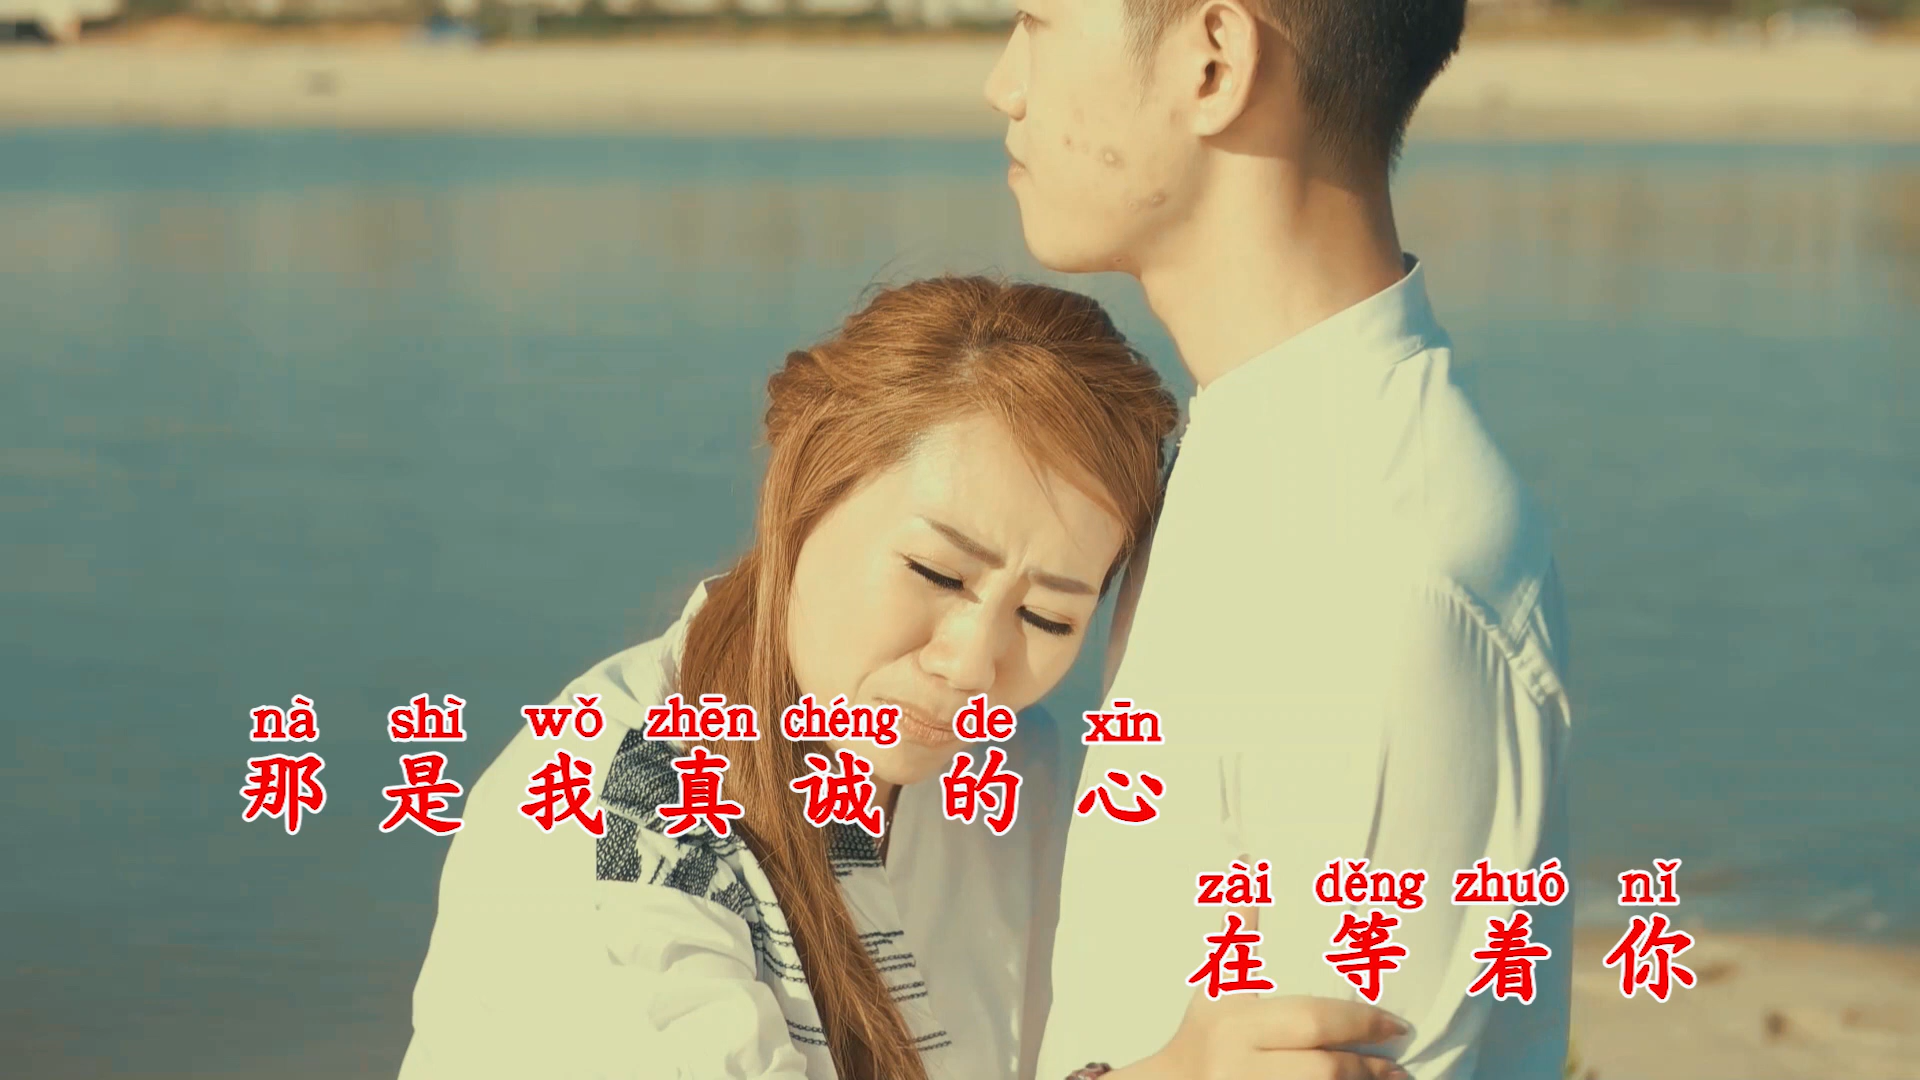 nà shì wǒ zhēn chéng de xīn
那是我真诚的心
zài děng zhuó nǐ
在等着你